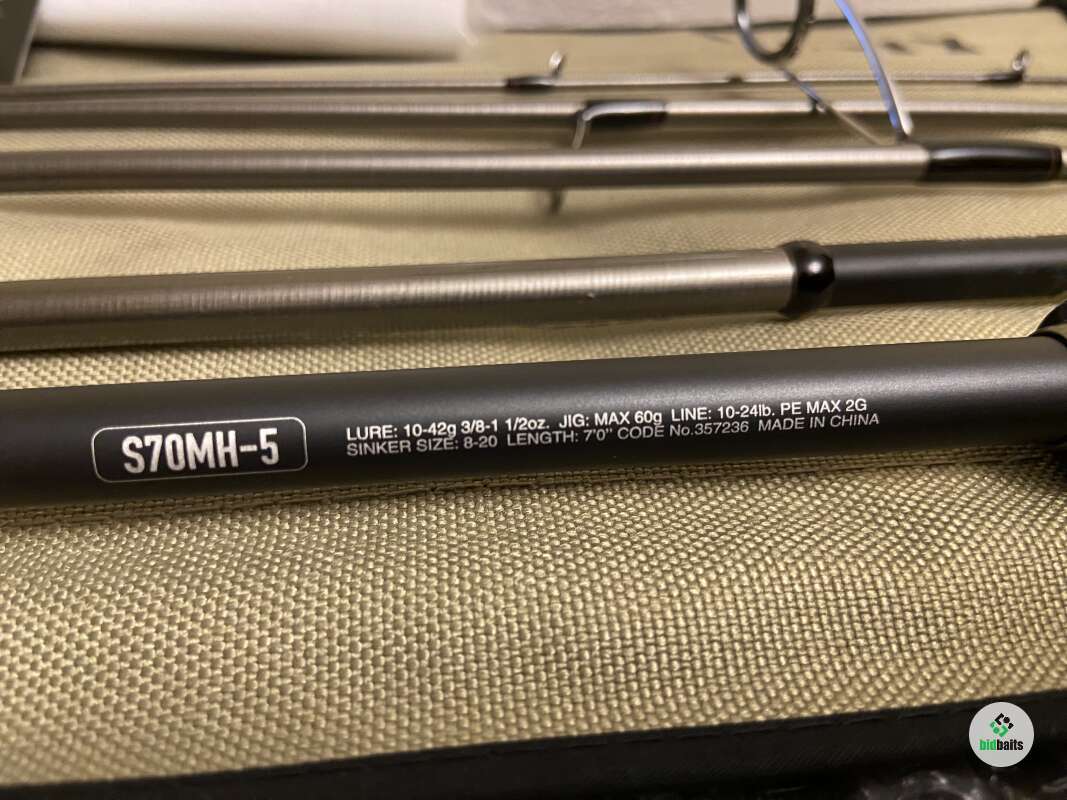 S70MH-5
LURE: 10-42g 3/8-1 1/2oz. JIG: MAX 60g LINE: 10-24lb. PE MAX 2G
SINKER SIZE: 8-20 LENGTH: 7'0" CODE No.357236 MADE IN CHINA
bidbaits